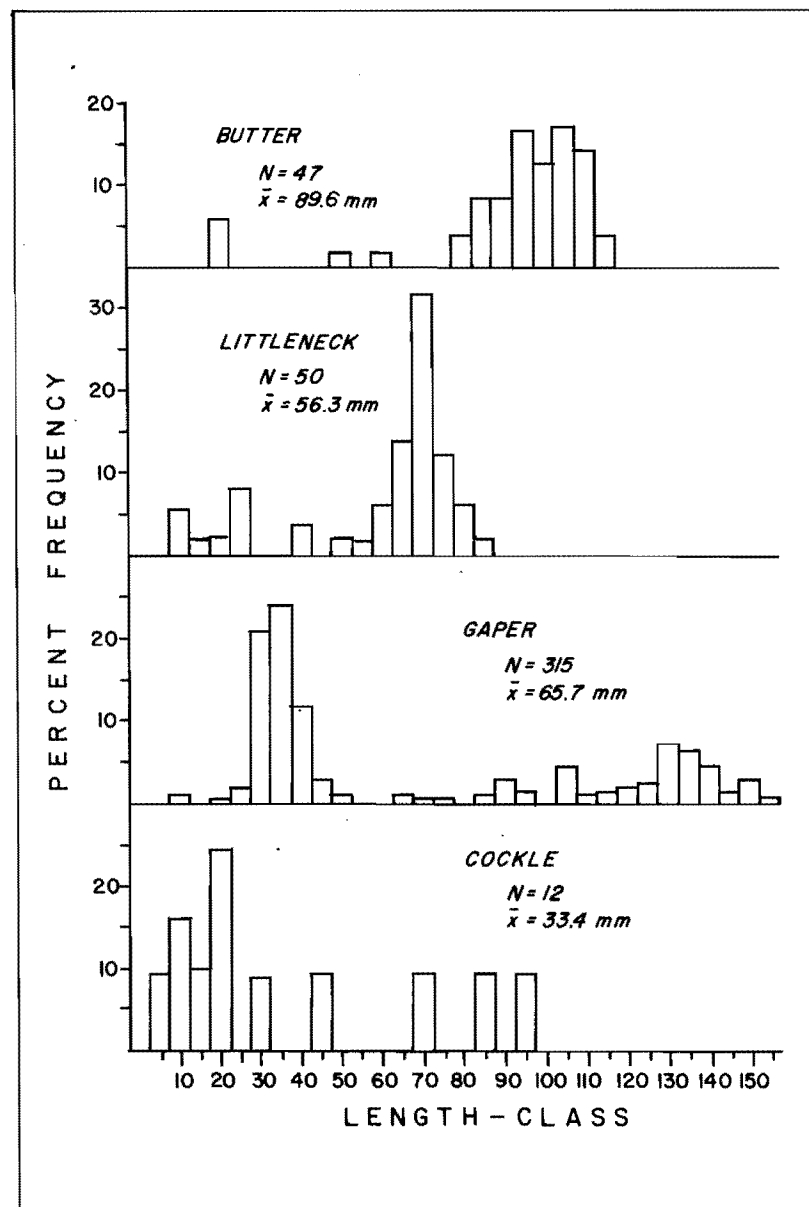 20
10
BUTTER
N = 47
x̄ = 89.6 mm
30
20
10
LITTLENECK
N = 50
x̄ = 56.3 mm
20
10
GAPER
N = 315
x̄ = 65.7 mm
20
10
COCKLE
N = 12
x̄ = 33.4 mm
PERCENT FREQUENCY
10 20 30 40 50 60 70 80 90 100 110 120 130 140 150
LENGTH-CLASS